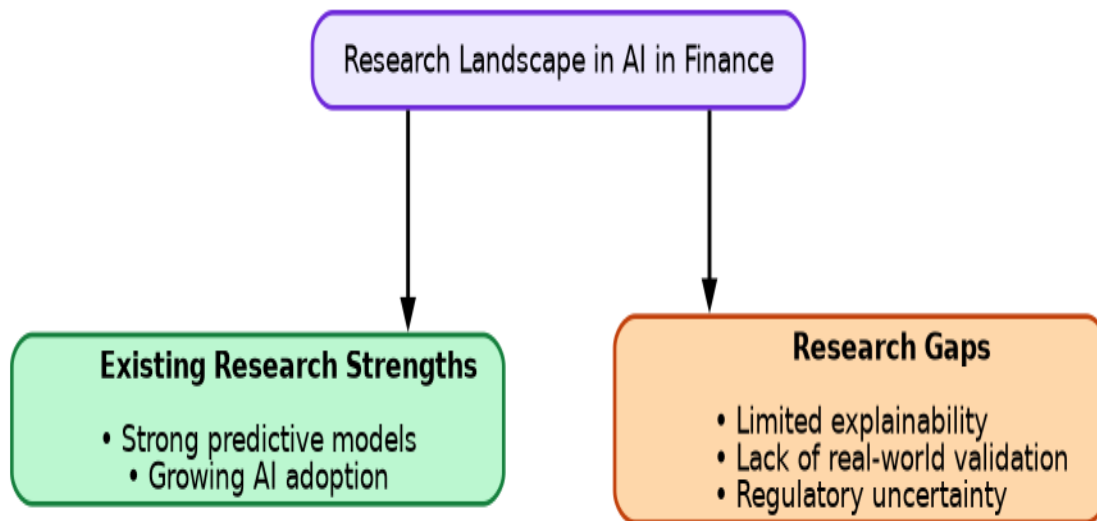 Research Landscape in AI in Finance
Existing Research Strengths
• Strong predictive models
• Growing AI adoption
Research Gaps
• Limited explainability
• Lack of real-world validation
• Regulatory uncertainty